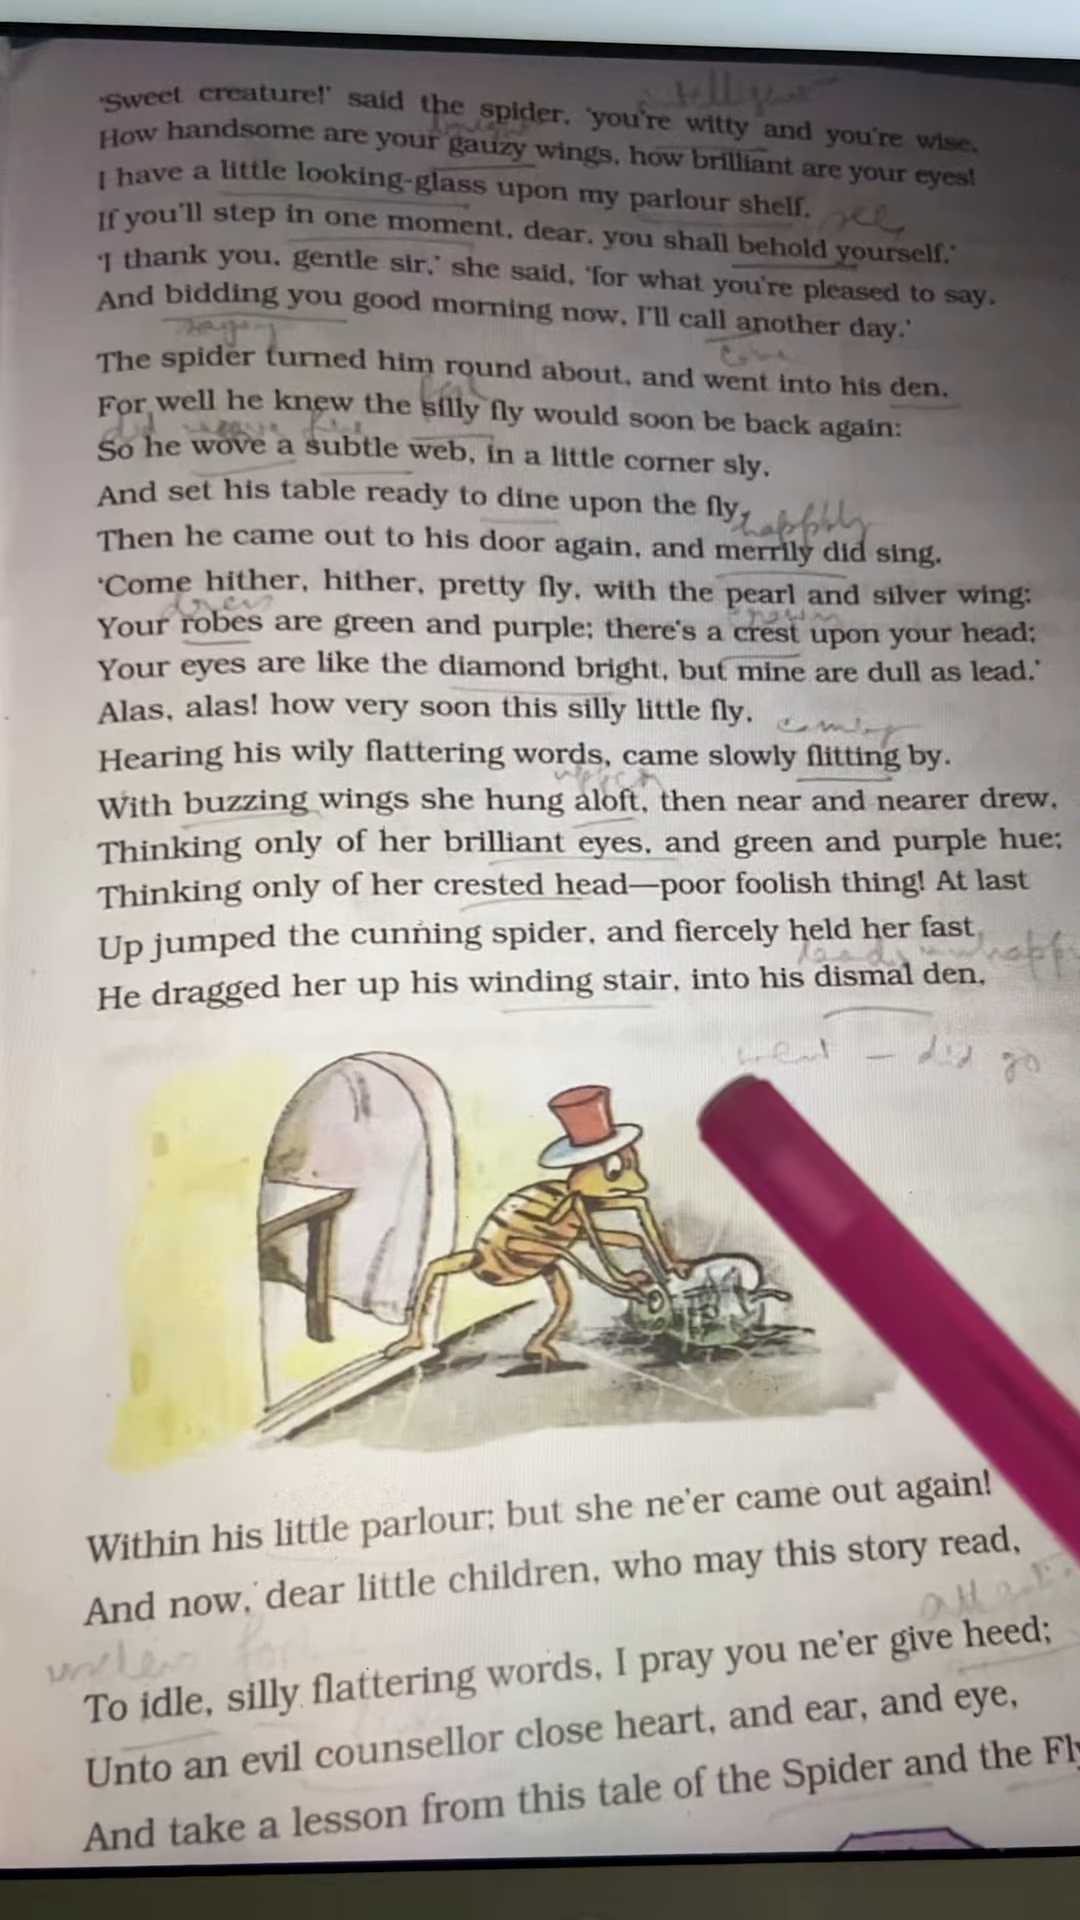 intelligent
'Sweet creature!' said the spider, 'you're witty and you're wise,
How handsome are your gauzy wings, how brilliant are your eyes!
I have a little looking-glass upon my parlour shelf,
see
If you'll step in one moment, dear, you shall behold yourself.'
'I thank you, gentle sir,' she said, 'for what you're pleased to say,
And bidding you good morning now, I'll call another day.'
saying
come
The spider turned him round about, and went into his den,
For well he knew the silly fly would soon be back again:
did weave
So he wove a subtle web, in a little corner sly,
And set his table ready to dine upon the fly,
happily
Then he came out to his door again, and merrily did sing,
'Come hither, hither, pretty fly, with the pearl and silver wing:
dress
crown
Your robes are green and purple; there's a crest upon your head;
Your eyes are like the diamond bright, but mine are dull as lead.'
Alas, alas! how very soon this silly little fly,
coming
Hearing his wily flattering words, came slowly flitting by.
With buzzing wings she hung aloft, then near and nearer drew,
Thinking only of her brilliant eyes, and green and purple hue;
Thinking only of her crested head—poor foolish thing! At last
Up jumped the cunning spider, and fiercely held her fast,
He dragged her up his winding stair, into his dismal den,
went – did go
Within his little parlour; but she ne'er came out again!
And now, dear little children, who may this story read,
To idle, silly flattering words, I pray you ne'er give heed;
Unto an evil counsellor close heart, and ear, and eye,
And take a lesson from this tale of the Spider and the Fly